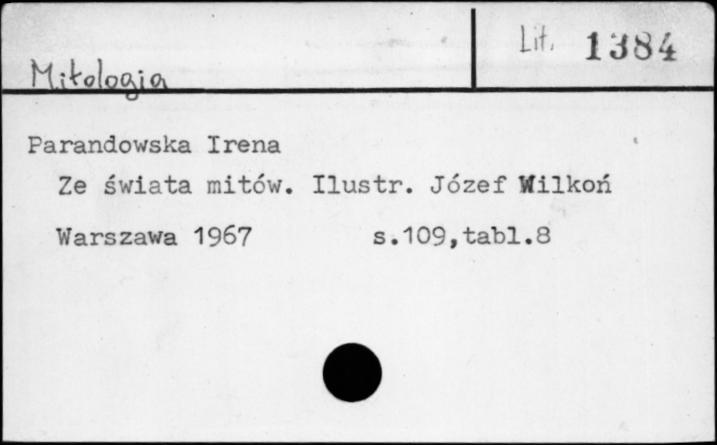 Lit. 1384
Mitologia
Parandowska Irena
Ze świata mitów. Ilustr. Józef Wilkoń
Warszawa 1967 s.109,tabl.8